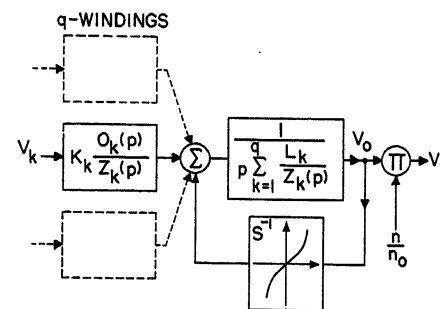 q-WINDINGS
V_k
K_k O_k(p) / Z_k(p)
Σ
1 / p Σ_{k=1}^{q} L_k / Z_k(p)
V_o
Π
V
S^-1
n / n_o